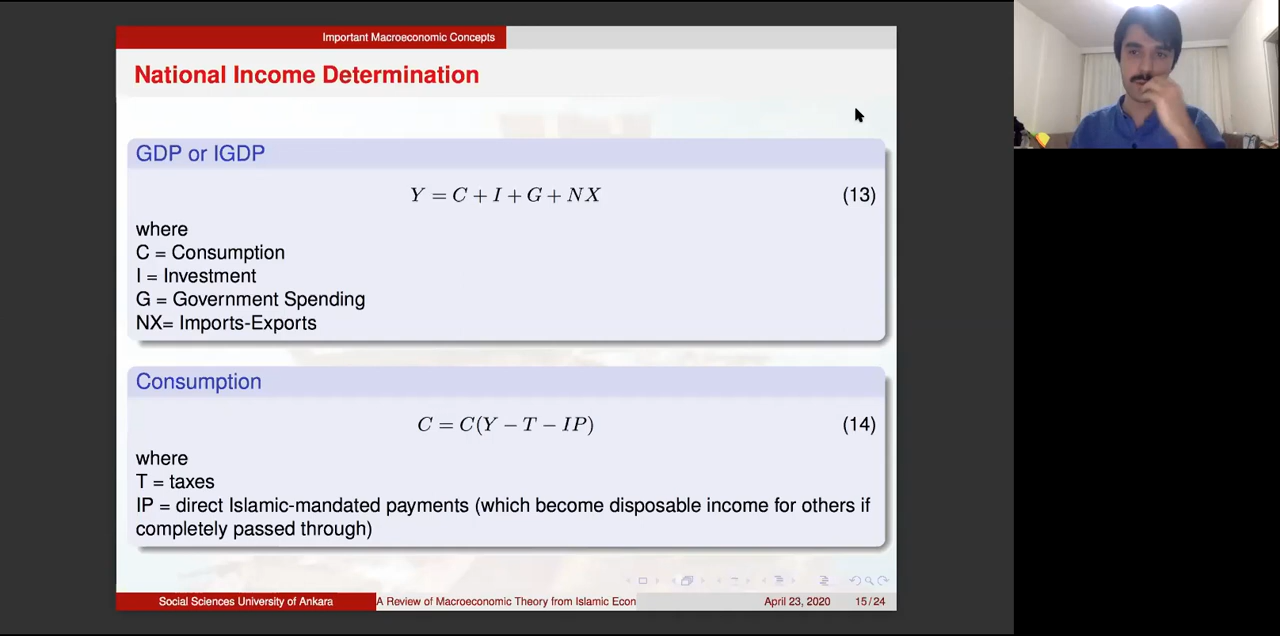 Important Macroeconomic Concepts
National Income Determination
GDP or IGDP
Y = C + I + G + NX (13)
where
C = Consumption
I = Investment
G = Government Spending
NX= Imports-Exports
Consumption
C = C(Y − T − IP) (14)
where
T = taxes
IP = direct Islamic-mandated payments (which become disposable income for others if
completely passed through)
Social Sciences University of Ankara A Review of Macroeconomic Theory from Islamic Econ April 23, 2020 15/24